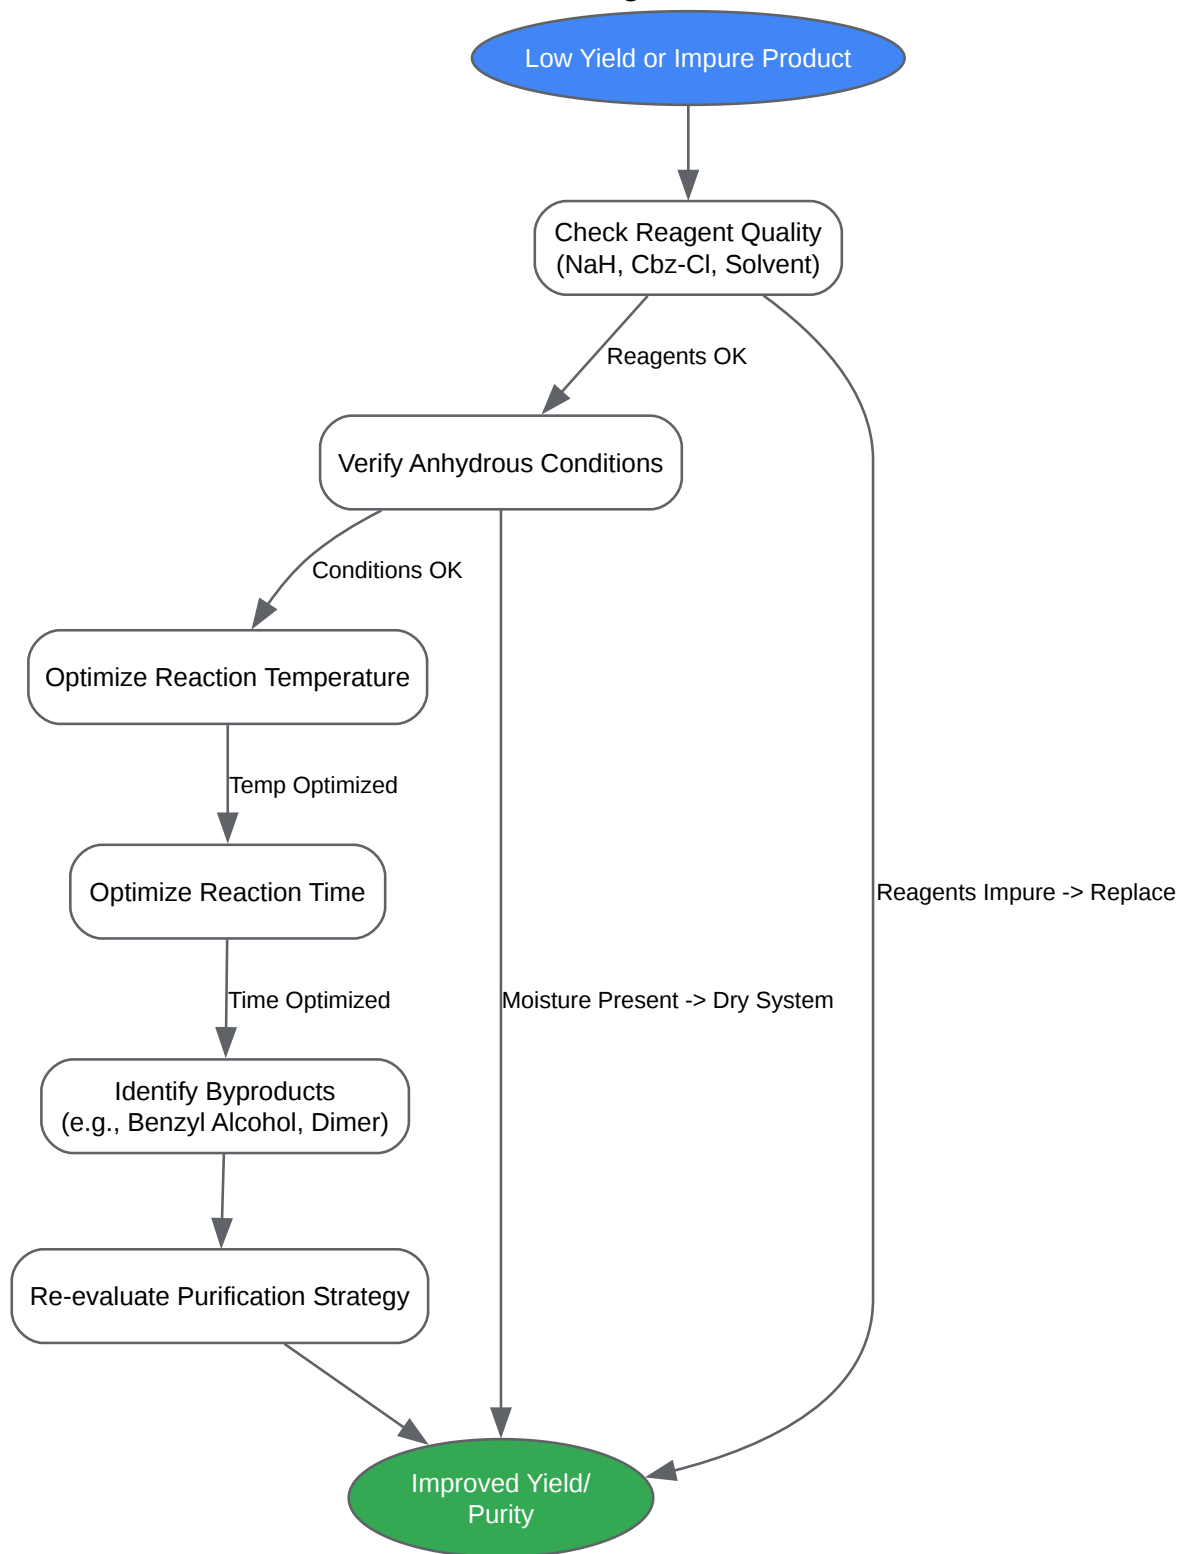 Low Yield or Impure Product
Check Reagent Quality
(NaH, Cbz-Cl, Solvent)
Reagents OK
Verify Anhydrous Conditions
Conditions OK
Optimize Reaction Temperature
Temp Optimized
Optimize Reaction Time
Reagents Impure -> Replace
Time Optimized
Moisture Present -> Dry System
Identify Byproducts
(e.g., Benzyl Alcohol, Dimer)
Re-evaluate Purification Strategy
Improved Yield/
Purity